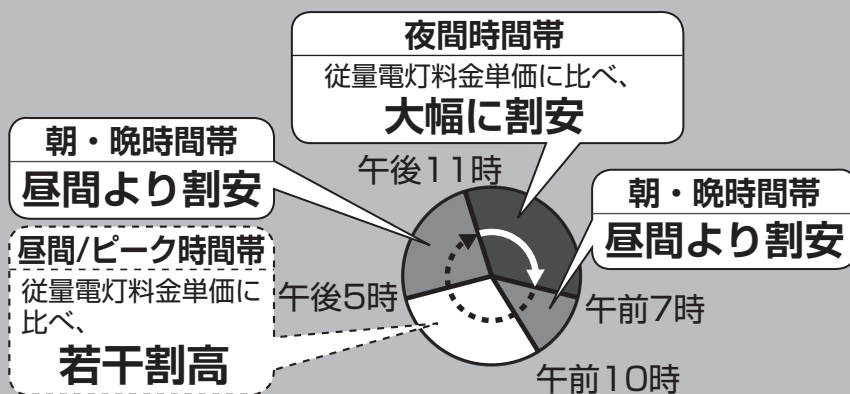 夜間時間帯
従量電灯料金単価に比べ、
大幅に割安
朝・晩時間帯
昼間より割安
午後11時
朝・晩時間帯
昼間より割安
昼間/ピーク時間帯
従量電灯料金単価に
比べ、
若干割高
午後5時
午前7時
午前10時